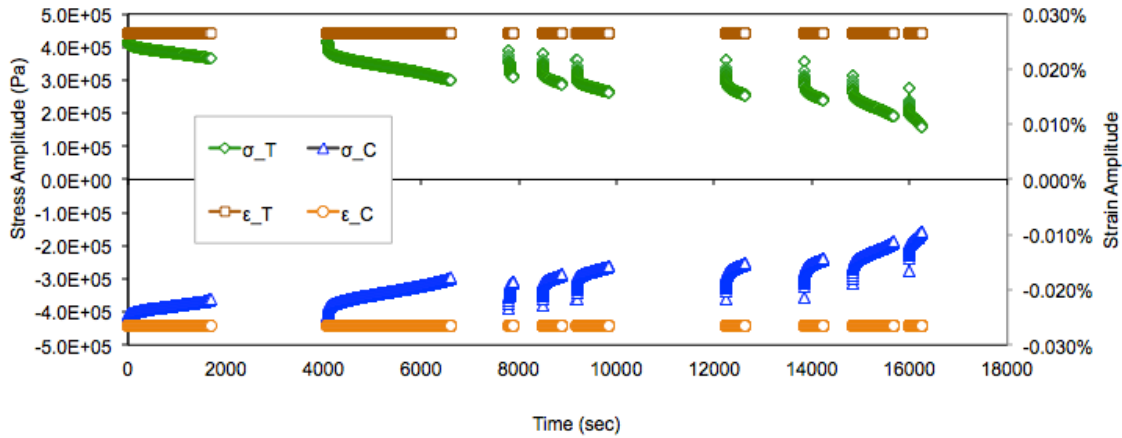 5.0E+05
4.0E+05
3.0E+05
2.0E+05
1.0E+05
0.0E+00
-1.0E+05
-2.0E+05
-3.0E+05
-4.0E+05
-5.0E+05
Stress Amplitude (Pa)
σ_T
σ_C
ε_T
ε_C
0.030%
0.020%
0.010%
0.000%
-0.010%
-0.020%
-0.030%
Strain Amplitude
0 2000 4000 6000 8000 10000 12000 14000 16000 18000
Time (sec)